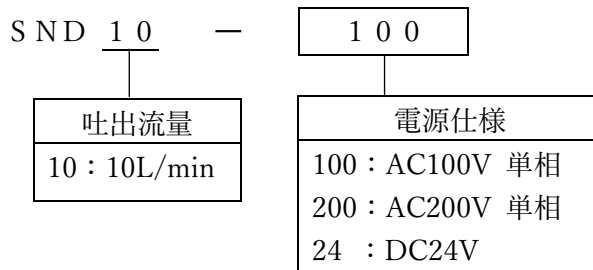 SND 10 － 100
吐出流量
10：10L/min
電源仕様
100：AC100V 単相
200：AC200V 単相
24 ：DC24V